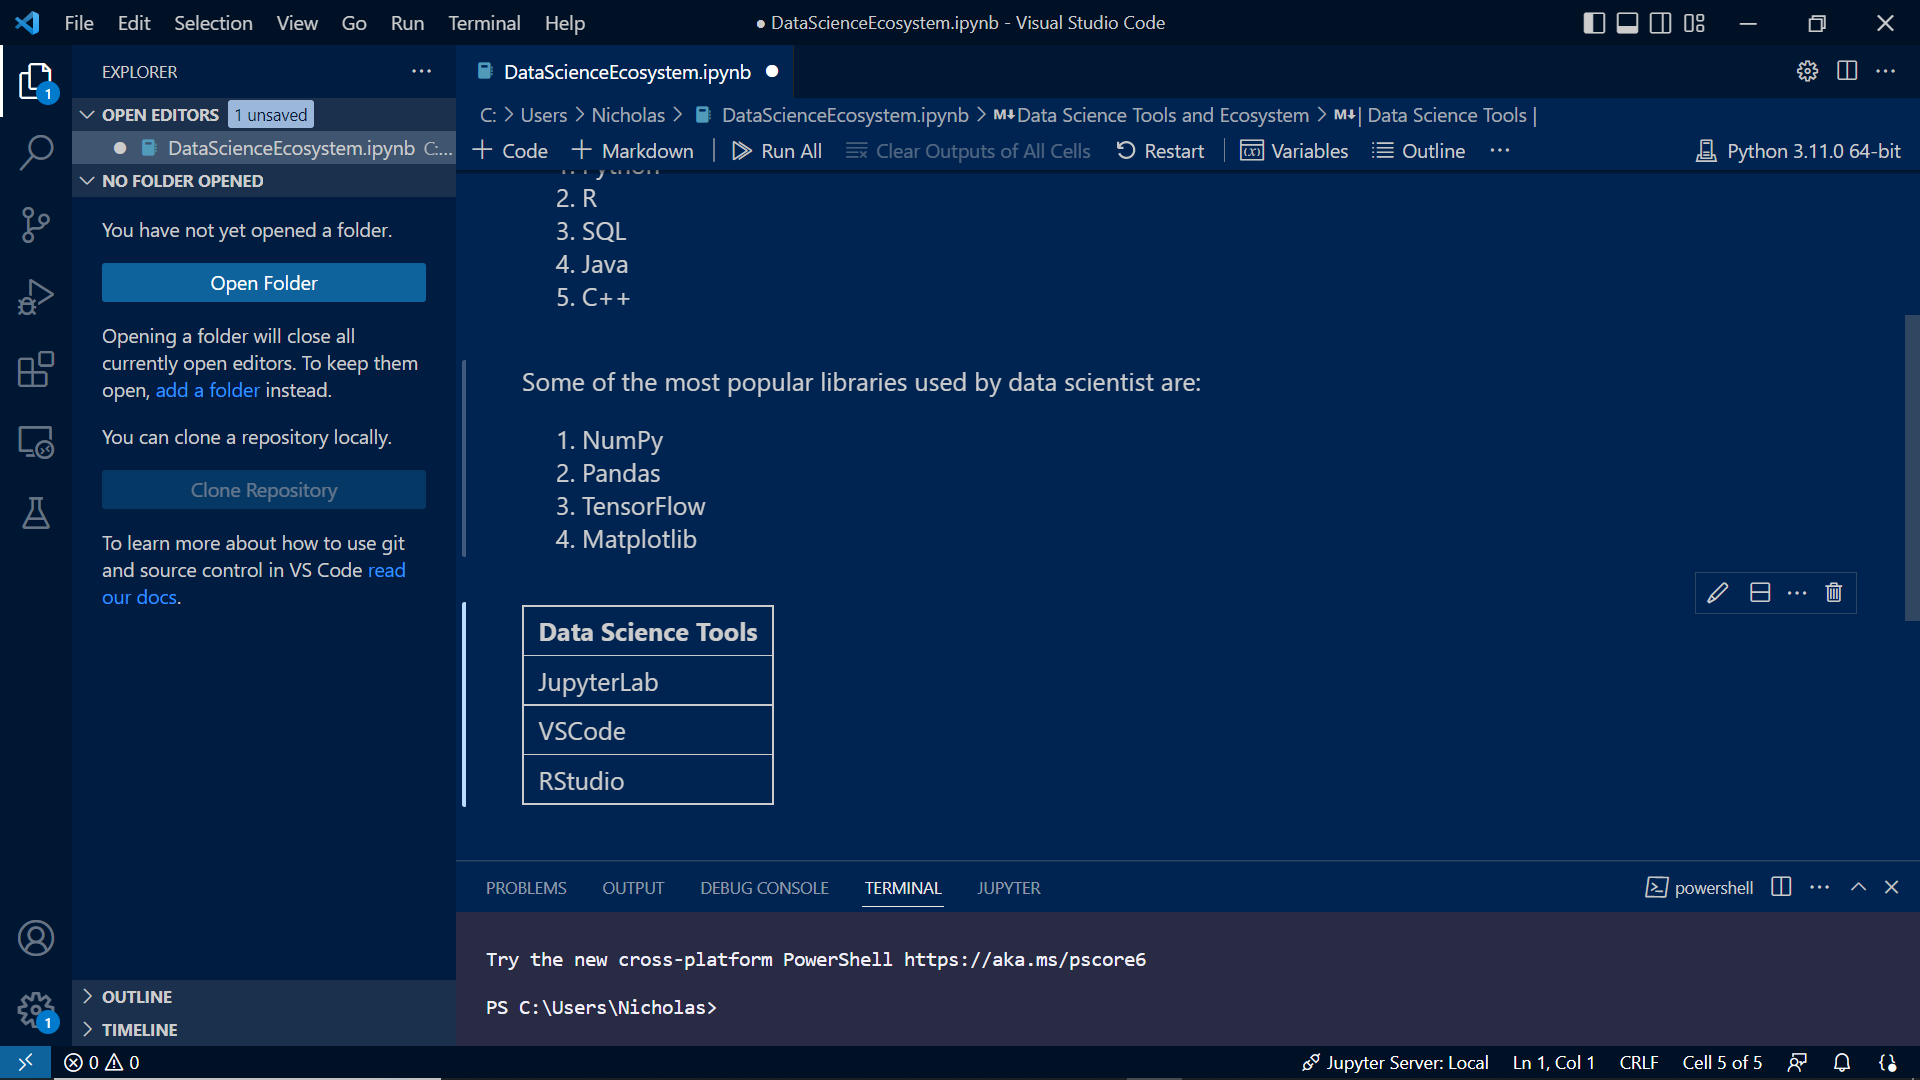 File Edit Selection View Go Run Terminal Help
● DataScienceEcosystem.ipynb - Visual Studio Code
EXPLORER
OPEN EDITORS 1 unsaved
DataScienceEcosystem.ipynb C:...
NO FOLDER OPENED
You have not yet opened a folder.
Open Folder
Opening a folder will close all
currently open editors. To keep them
open, add a folder instead.
You can clone a repository locally.
Clone Repository
To learn more about how to use git
and source control in VS Code read
our docs.
OUTLINE
TIMELINE
1
1
DataScienceEcosystem.ipynb
C: > Users > Nicholas > DataScienceEcosystem.ipynb > M↓Data Science Tools and Ecosystem > M↓| Data Science Tools |
+ Code + Markdown | Run All Clear Outputs of All Cells Restart | Variables Outline ... Python 3.11.0 64-bit
1. Python
2. R
3. SQL
4. Java
5. C++
Some of the most popular libraries used by data scientist are:
1. NumPy
2. Pandas
3. TensorFlow
4. Matplotlib
Data Science Tools
JupyterLab
VSCode
RStudio
PROBLEMS OUTPUT DEBUG CONSOLE TERMINAL JUPYTER
powershell
Try the new cross-platform PowerShell https://aka.ms/pscore6
PS C:\Users\Nicholas>
0 0
Jupyter Server: Local Ln 1, Col 1 CRLF Cell 5 of 5